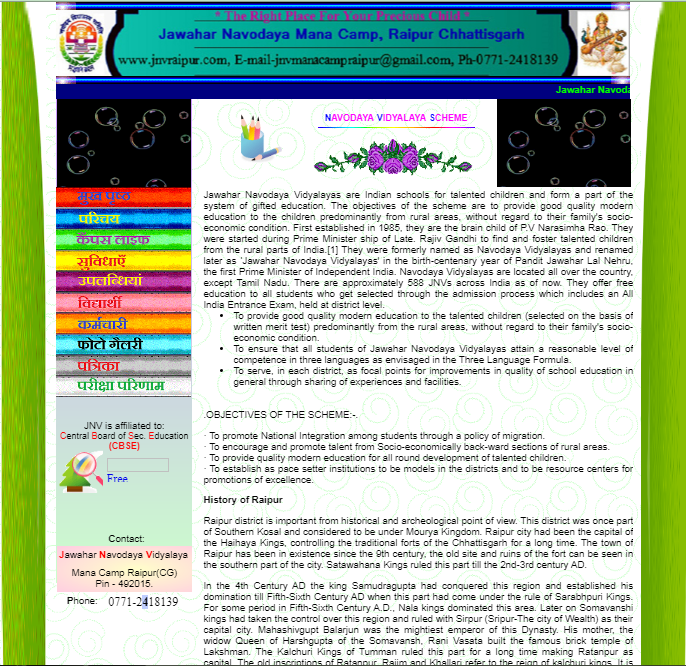 * The Right Place For Your Precious Child *
Jawahar Navodaya Mana Camp, Raipur Chhattisgarh
www.jnvraipur.com, E-mail-jnvmanacampraipur@gmail.com, Ph-0771-2418139
Jawahar Navoda
NAVODAYA VIDYALAYA SCHEME
मुख पृष्ठ
परिचय
कैंपस लाइफ
सुविधाएँ
उपलब्धियां
विद्यार्थी
कर्मचारी
फोटो गैलरी
पत्रिका
परीक्षा परिणाम
JNV is affiliated to:
Central Board of Sec. Education
(CBSE)
Free
Contact:
Jawahar Navodaya Vidyalaya
Mana Camp Raipur(CG)
Pin - 492015.
Phone: 0771-2418139
Jawahar Navodaya Vidyalayas are Indian schools for talented children and form a part of the
system of gifted education. The objectives of the scheme are to provide good quality modern
education to the children predominantly from rural areas, without regard to their family's socio-
economic condition. First established in 1985, they are the brain child of P.V Narasimha Rao. They
were started during Prime Minister ship of Late. Rajiv Gandhi to find and foster talented children
from the rural parts of India.[1] They were formerly named as Navodaya Vidyalayas and renamed
later as 'Jawahar Navodaya Vidyalayas' in the birth-centenary year of Pandit Jawahar Lal Nehru,
the first Prime Minister of Independent India. Navodaya Vidyalayas are located all over the country,
except Tamil Nadu. There are approximately 588 JNVs across India as of now. They offer free
education to all students who get selected through the admission process which includes an All
India Entrance Exam, held at district level.
• To provide good quality modern education to the talented children (selected on the basis of
written merit test) predominantly from the rural areas, without regard to their family's socio-
economic condition.
• To ensure that all students of Jawahar Navodaya Vidyalayas attain a reasonable level of
competence in three languages as envisaged in the Three Language Formula.
• To serve, in each district, as focal points for improvements in quality of school education in
general through sharing of experiences and facilities.
.OBJECTIVES OF THE SCHEME:-.
· To promote National Integration among students through a policy of migration.
· To encourage and promote talent from Socio-economically back-ward sections of rural areas.
· To provide quality modern education for all round development of talented children.
· To establish as pace setter institutions to be models in the districts and to be resource centers for
promotions of excellence.
History of Raipur
Raipur district is important from historical and archeological point of view. This district was once part
of Southern Kosal and considered to be under Mourya Kingdom. Raipur city had been the capital of
the Haihaya Kings, controlling the traditional forts of the Chhattisgarh for a long time. The town of
Raipur has been in existence since the 9th century, the old site and ruins of the fort can be seen in
the southern part of the city. Satawahana Kings ruled this part till the 2nd-3rd century AD.
In the 4th Century AD the king Samudragupta had conquered this region and established his
domination till Fifth-Sixth Century AD when this part had come under the rule of Sarabhpuri Kings.
For some period in Fifth-Sixth Century A.D., Nala kings dominated this area. Later on Somavanshi
kings had taken the control over this region and ruled with Sirpur (Sripur-The city of Wealth) as their
capital city. Mahashivgupt Balarjun was the mightiest emperor of this Dynasty. His mother, the
widow Queen of Harshgupta of the Somavansh, Rani Vasata built the famous brick temple of
Lakshman. The Kalchuri Kings of Tumman ruled this part for a long time making Ratanpur as
capital. The old inscriptions of Ratanpur, Rajim and Khallari refer to the reign of kalchuri kings. It is